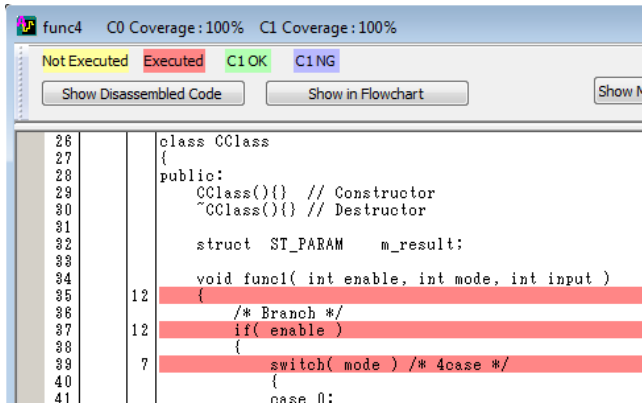 func4 C0 Coverage : 100% C1 Coverage : 100%
Not Executed Executed C1 OK C1 NG
Show Disassembled Code Show in Flowchart Show
26 class CClass
27 {
28 public:
29 CClass(){} // Constructor
30 ~CClass(){} // Destructor
31
32 struct ST_PARAM m_result;
33
34 void func1( int enable, int mode, int input )
35 12 {
36 /* Branch */
37 12 if( enable )
38 {
39 7 switch( mode ) /* 4case */
40 {
41 case 0: